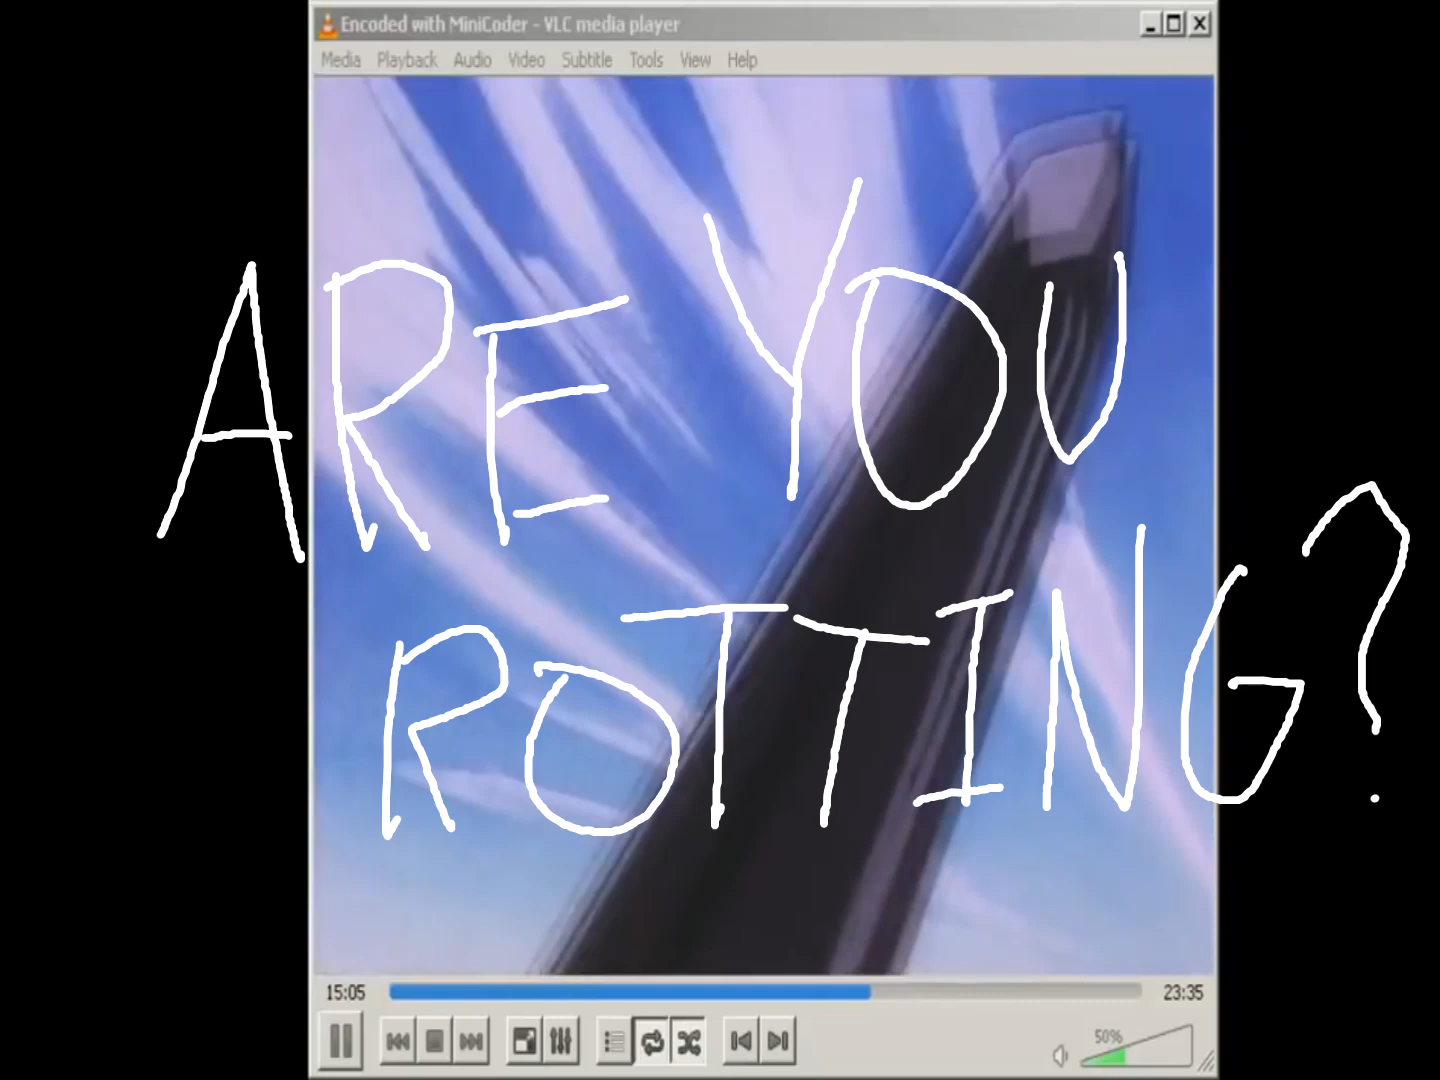 Encoded with MiniCoder - VLC media player
Media Playback Audio Video Subtitle Tools View Help
ARE YOU
ROTTING?
15:05 23:35
50%